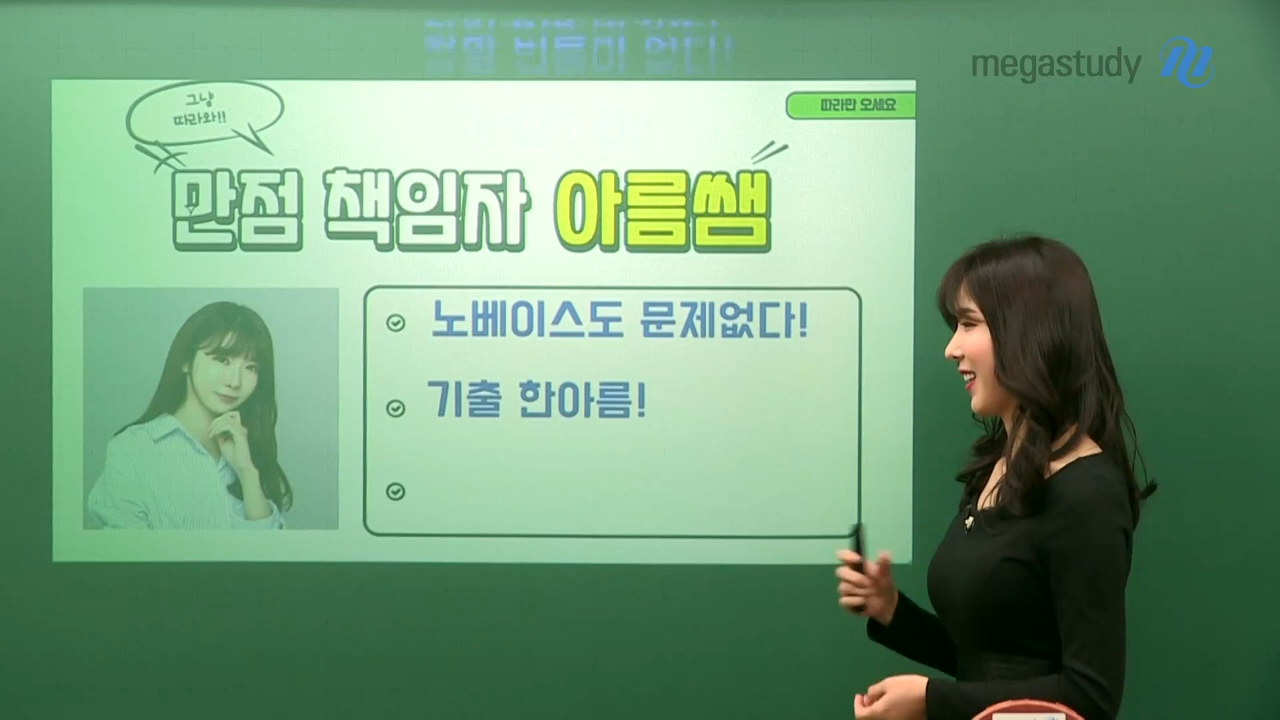 megastudy
그냥
따라와!!
따라만 오세요
만점 책임자 아름쌤
노베이스도 문제없다!
기출 한아름!